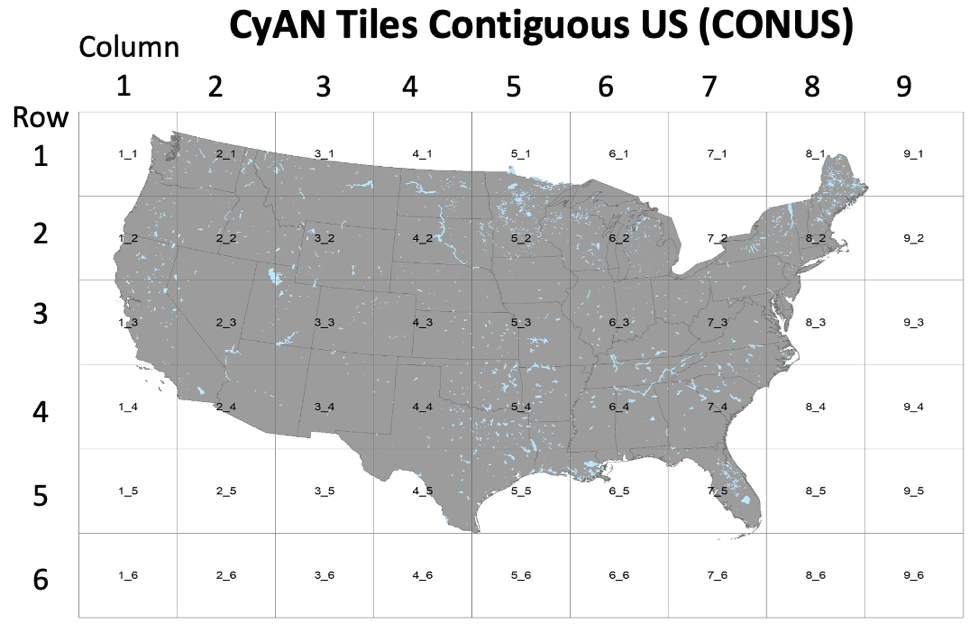 CyAN Tiles Contiguous US (CONUS)
Column
1 2 3 4 5 6 7 8 9
Row
1 1_1 2_1 3_1 4_1 5_1 6_1 7_1 8_1 9_1
2 1_2 2_2 3_2 4_2 5_2 6_2 7_2 8_2 9_2
3 1_3 2_3 3_3 4_3 5_3 6_3 7_3 8_3 9_3
4 1_4 2_4 3_4 4_4 5_4 6_4 7_4 8_4 9_4
5 1_5 2_5 3_5 4_5 5_5 6_5 7_5 8_5 9_5
6 1_6 2_6 3_6 4_6 5_6 6_6 7_6 8_6 9_6